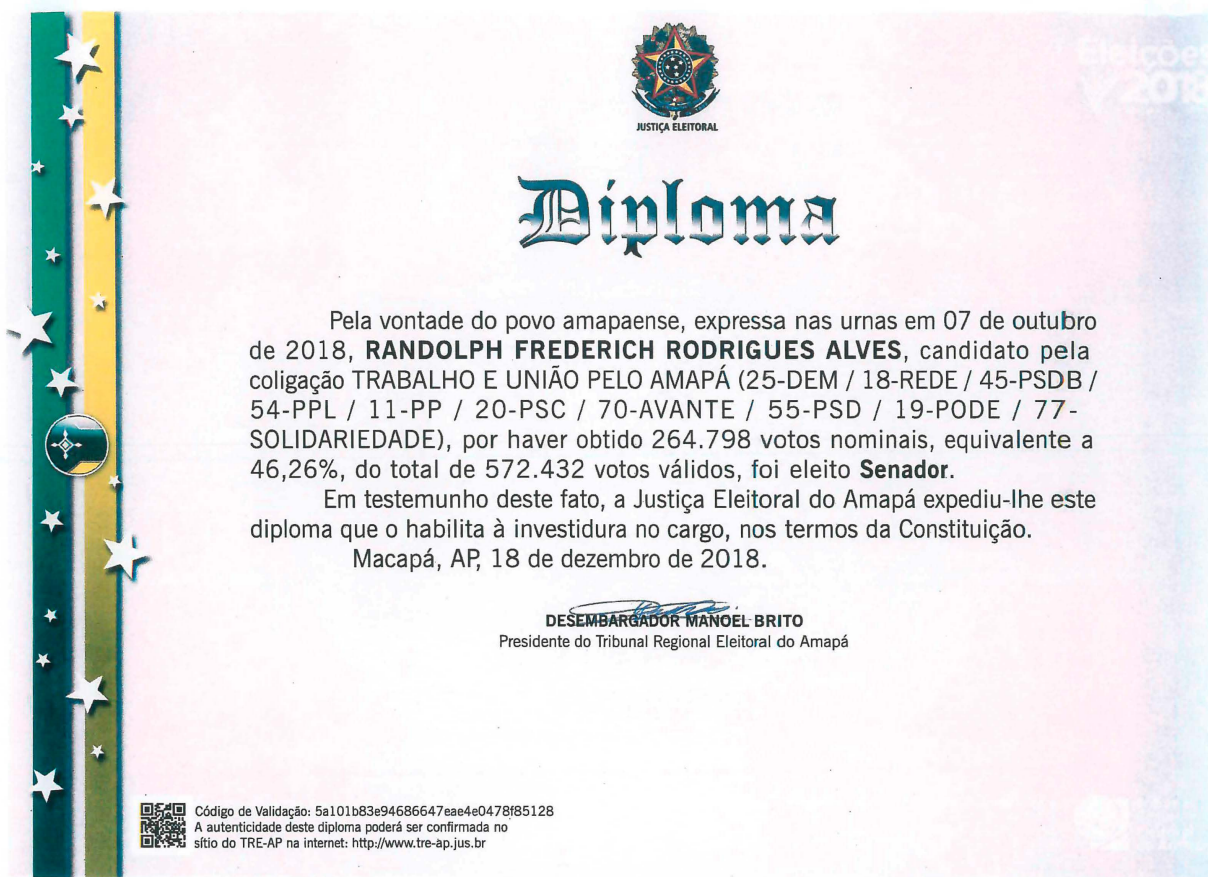 Eleições
2018
JUSTIÇA ELEITORAL
Diploma
Pela vontade do povo amapaense, expressa nas urnas em 07 de outubro
de 2018, RANDOLPH FREDERICH RODRIGUES ALVES, candidato pela
coligação TRABALHO E UNIÃO PELO AMAPÁ (25-DEM / 18-REDE / 45-PSDB /
54-PPL / 11-PP / 20-PSC / 70-AVANTE / 55-PSD / 19-PODE / 77-
SOLIDARIEDADE), por haver obtido 264.798 votos nominais, equivalente a
46,26%, do total de 572.432 votos válidos, foi eleito Senador.
Em testemunho deste fato, a Justiça Eleitoral do Amapá expediu-lhe este
diploma que o habilita à investidura no cargo, nos termos da Constituição.
Macapá, AP, 18 de dezembro de 2018.
DESEMBARGADOR MANOEL BRITO
Presidente do Tribunal Regional Eleitoral do Amapá
Código de Validação: 5a101b83e94686647eae4e0478f85128
A autenticidade deste diploma poderá ser confirmada no
sítio do TRE-AP na internet: http://www.tre-ap.jus.br